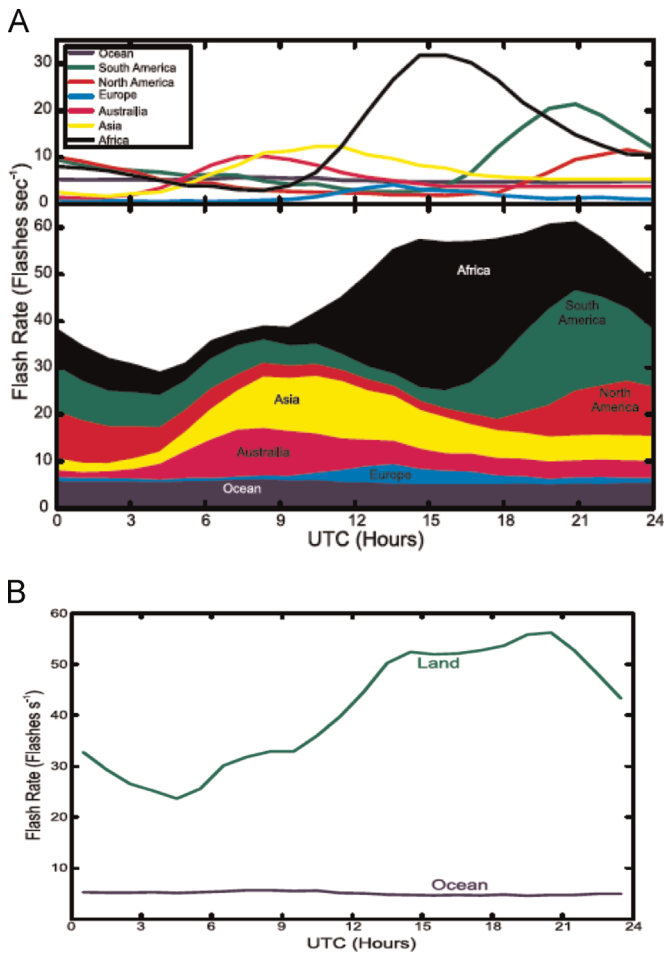 A
30
20
10
0
Ocean
South America
North America
Europe
Austrailia
Asia
Africa
Flash Rate (Flashes sec-1)
60
50
40
30
20
10
0
Africa
South
America
North
America
Asia
Austrailia
Europe
Ocean
0 3 6 9 12 15 18 21 24
UTC (Hours)
B
60
50
40
30
20
10
Flash Rate (Flashes s-1)
Land
Ocean
0 3 6 9 12 15 18 21 24
UTC (Hours)